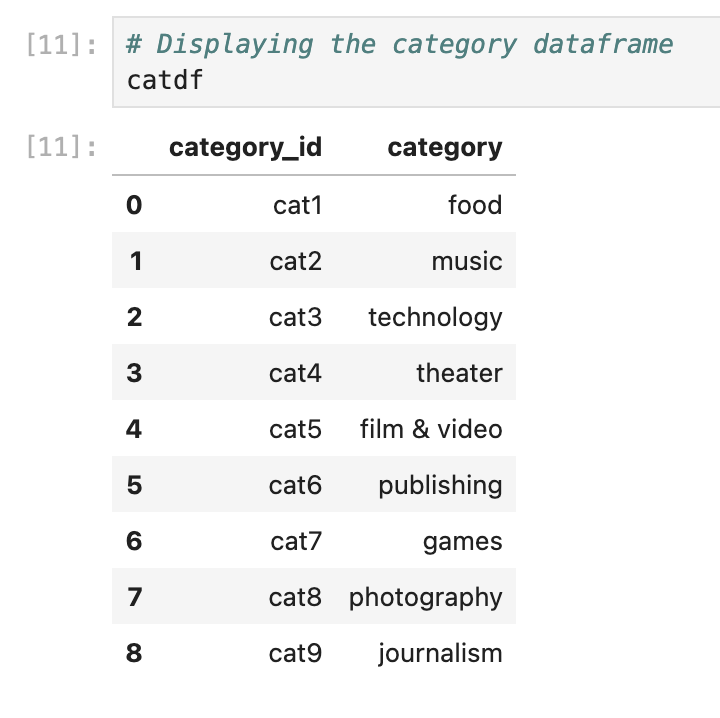 [11]: # Displaying the category dataframe
catdf
[11]: category_id category
0 cat1 food
1 cat2 music
2 cat3 technology
3 cat4 theater
4 cat5 film & video
5 cat6 publishing
6 cat7 games
7 cat8 photography
8 cat9 journalism